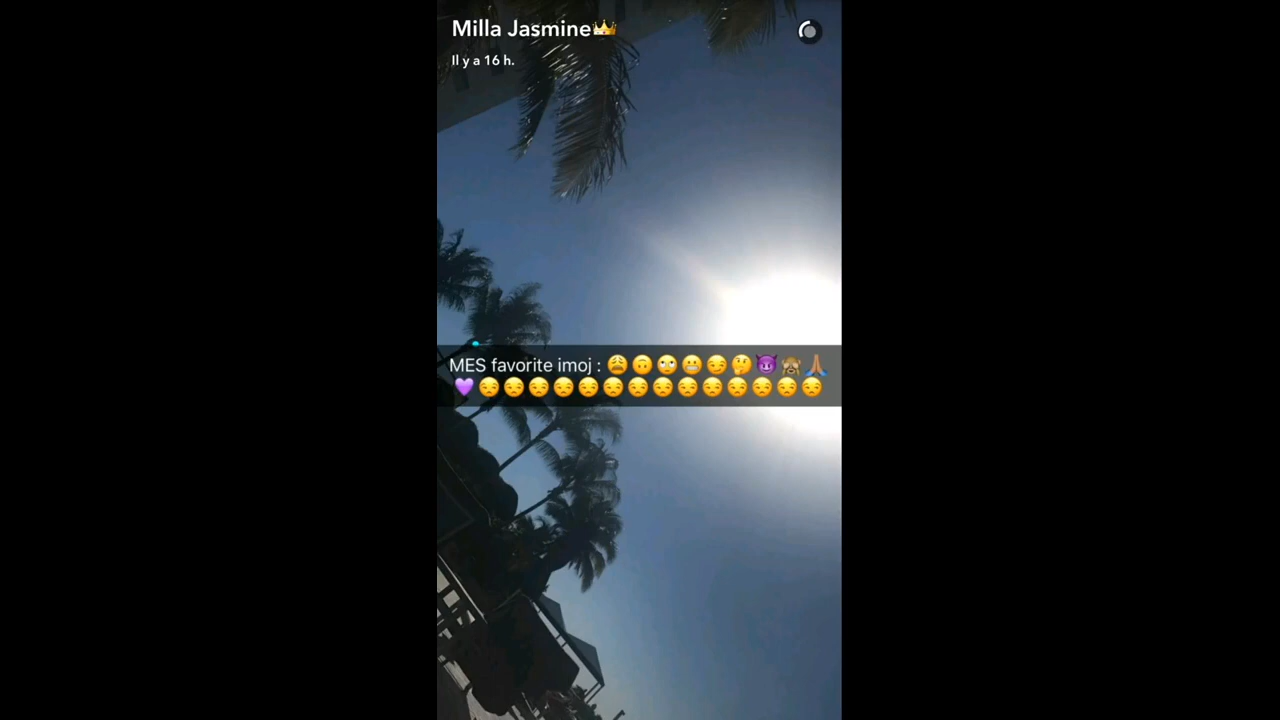 Milla Jasmine👑
Il y a 16 h.
MES favorite imoj : 😩🙃🙄😬😏🤔😈🙈🙏🏽
💜😒😒😒😒😒😒😒😒😒😒😒😒😒😒